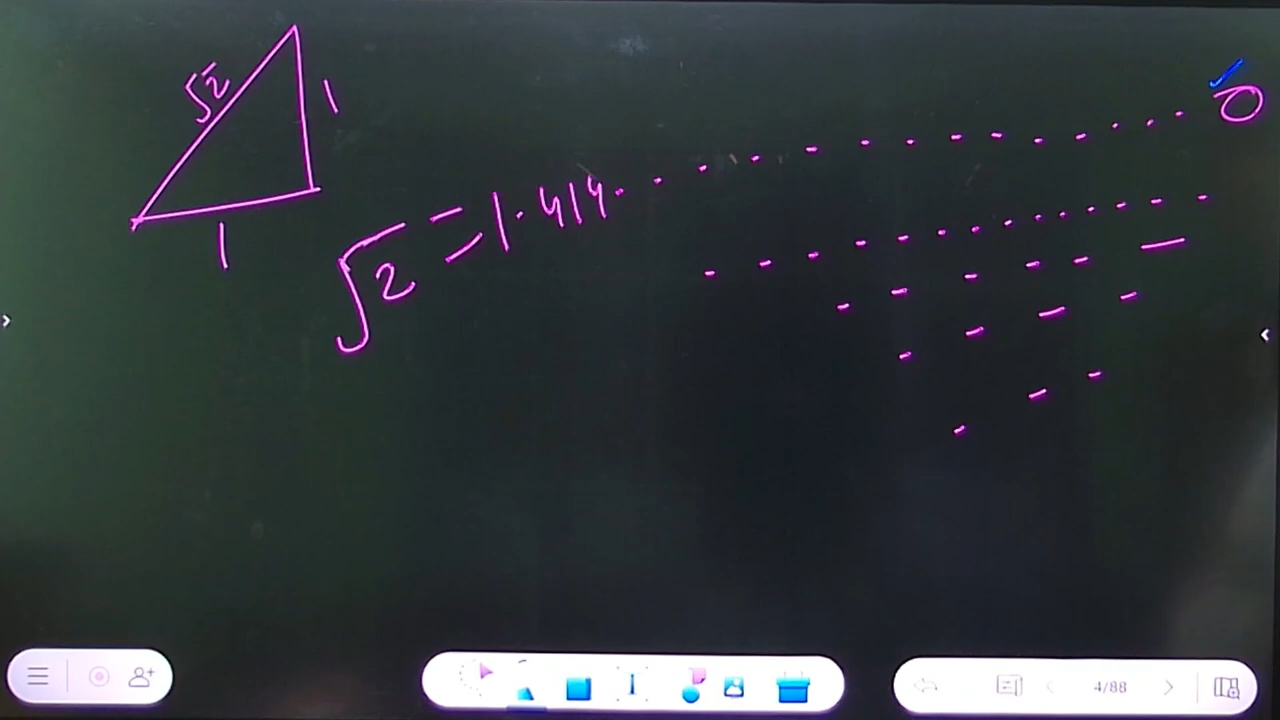 √2
1
1
√2 = 1.414.................0
4/88